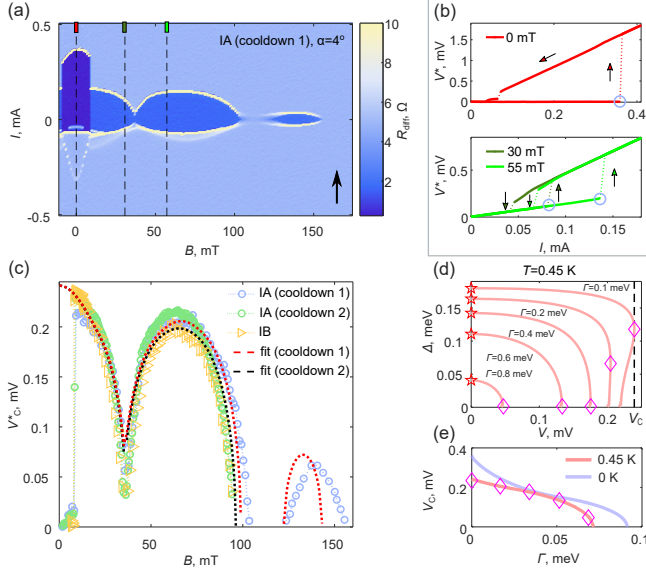 (a)
IA (cooldown 1), α=4°
I, mA
0.5
0
-0.5
0
50
100
150
B, mT
10
8
6
4
2
R_diff, Ω
(b)
0 mT
V*, mV
1.5
1
0.5
0
0
0.2
0.4
30 mT
55 mT
V*, mV
0.5
0
0
0.05
0.1
0.15
I, mA
(c)
IA (cooldown 1)
IA (cooldown 2)
IB
fit (cooldown 1)
fit (cooldown 2)
V*_C, mV
0.2
0.15
0.1
0.05
0
0
50
100
150
B, mT
(d)
T=0.45 K
Γ=0.1 meV
Γ=0.2 meV
Γ=0.4 meV
Γ=0.6 meV
Γ=0.8 meV
Δ, meV
0.15
0.1
0.05
0
0
0.1
0.2
V_C
V, mV
(e)
0.45 K
0 K
V_C, mV
0.4
0.2
0
0
0.05
0.1
Γ, meV